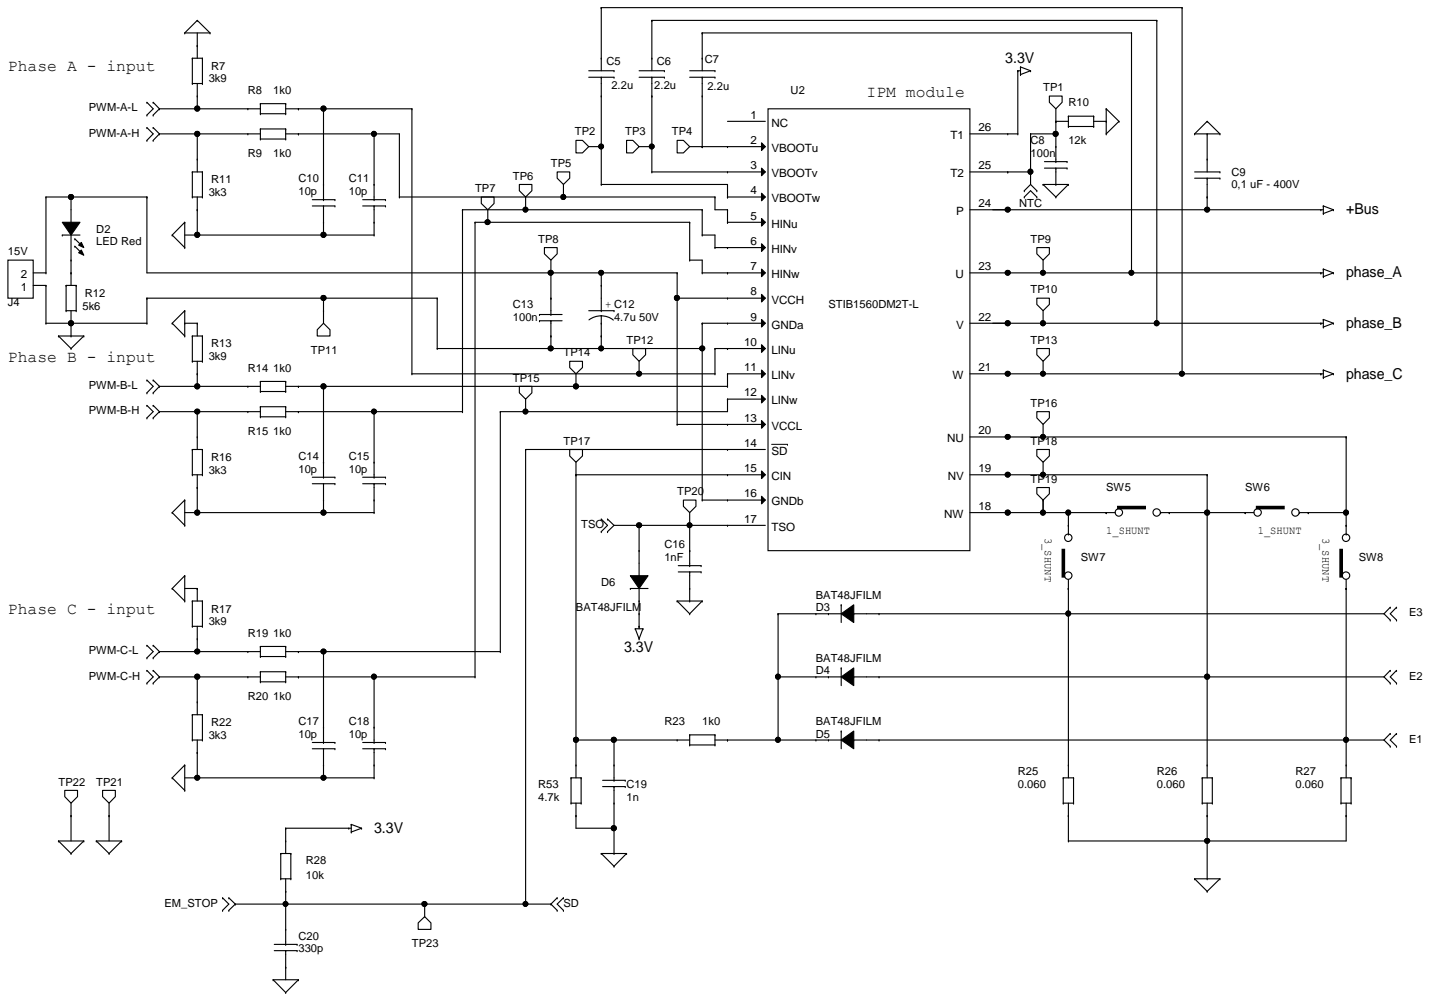 Phase A - input
R7
3k9
PWM-A-L
R8 1k0
PWM-A-H
R9 1k0
R11
3k3
C10
10p
C11
10p
D2
LED Red
15V
2
1
J4
R12
5k6
TP11
Phase B - input
R13
3k9
PWM-B-L
R14 1k0
PWM-B-H
R15 1k0
R16
3k3
C14
10p
C15
10p
Phase C - input
R17
3k9
PWM-C-L
R19 1k0
PWM-C-H
R20 1k0
R22
3k3
C17
10p
C18
10p
TP22
TP21
3.3V
R28
10k
EM_STOP
SD
TP23
C20
330p
C5
2.2u
C6
2.2u
C7
2.2u
TP2
TP3
TP4
TP5
TP6
TP7
TP8
C13
100n
+
C12
4.7u 50V
TP12
TP14
TP15
TP17
TSO
TP20
C16
1nF
D6
BAT48JFILM
3.3V
U2
IPM module
STIB1560DM2T-L
1 NC
2 VBOOTu
3 VBOOTv
4 VBOOTw
5 HINu
6 HINv
7 HINw
8 VCCH
9 GNDa
10 LINu
11 LINv
12 LINw
13 VCCL
14 SD
15 CIN
16 GNDb
17 TSO
T1 26
T2 25
P 24
U 23
V 22
W 21
NU 20
NV 19
NW 18
3.3V
TP1
R10
12k
C8
100n
NTC
C9
0,1 uF - 400V
+Bus
TP9
phase_A
TP10
phase_B
TP13
phase_C
TP16
TP18
TP19
SW5
1_SHUNT
SW6
1_SHUNT
3_SHUNT
SW7
3_SHUNT
SW8
BAT48JFILM
D3
E3
BAT48JFILM
D4
E2
BAT48JFILM
D5
E1
R23 1k0
R53
4.7k
C19
1n
R25
0.060
R26
0.060
R27
0.060